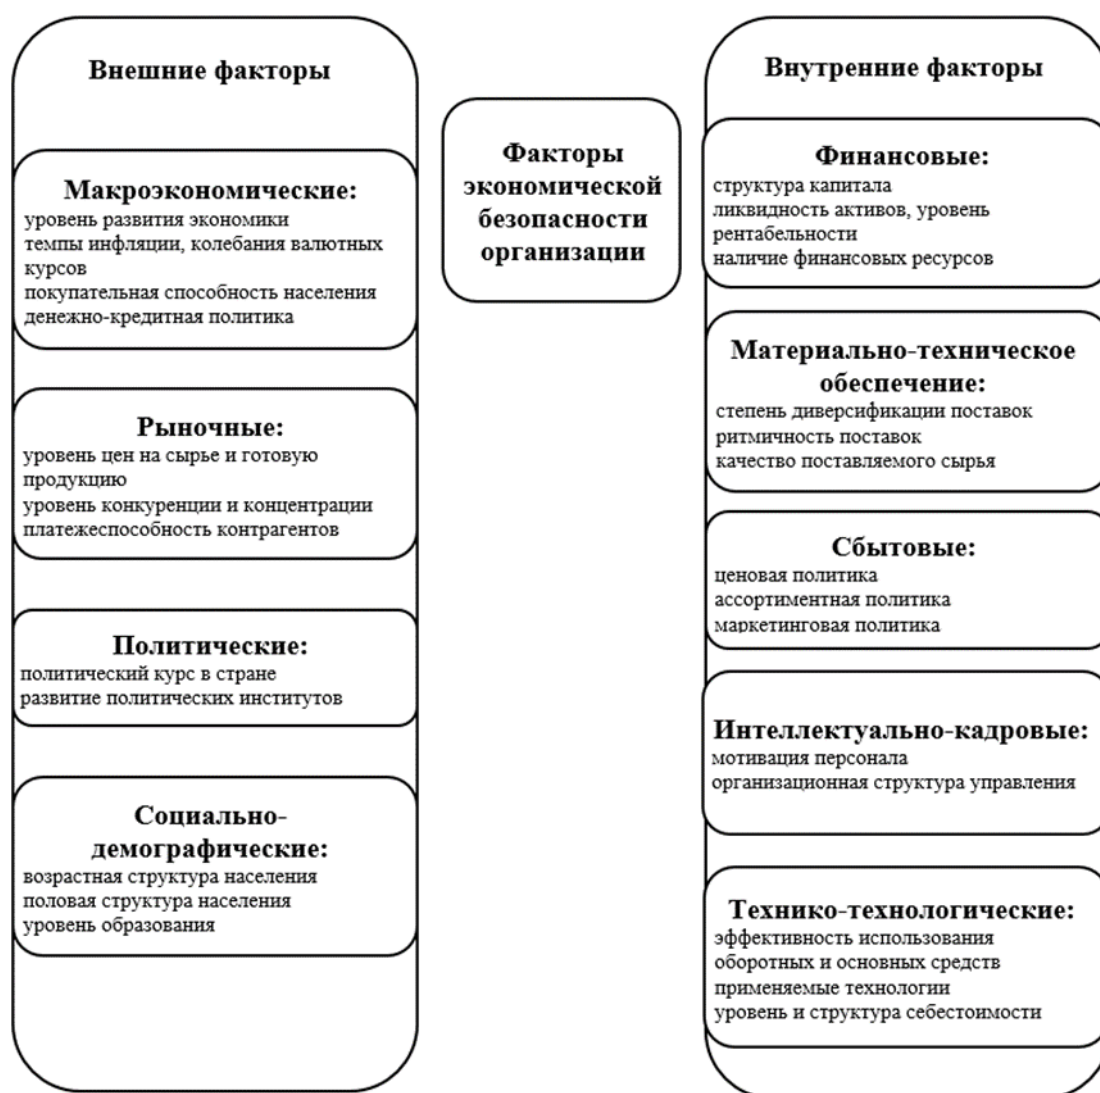 Внешние факторы
Макроэкономические:
уровень развития экономики
темпы инфляции, колебания валютных
курсов
покупательная способность населения
денежно-кредитная политика
Рыночные:
уровень цен на сырье и готовую
продукцию
уровень конкуренции и концентрации
платежеспособность контрагентов
Политические:
политический курс в стране
развитие политических институтов
Социально-
демографические:
возрастная структура населения
половая структура населения
уровень образования
Факторы
экономической
безопасности
организации
Внутренние факторы
Финансовые:
структура капитала
ликвидность активов, уровень
рентабельности
наличие финансовых ресурсов
Материально-техническое
обеспечение:
степень диверсификации поставок
ритмичность поставок
качество поставляемого сырья
Сбытовые:
ценовая политика
ассортиментная политика
маркетинговая политика
Интеллектуально-кадровые:
мотивация персонала
организационная структура управления
Технико-технологические:
эффективность использования
оборотных и основных средств
применяемые технологии
уровень и структура себестоимости